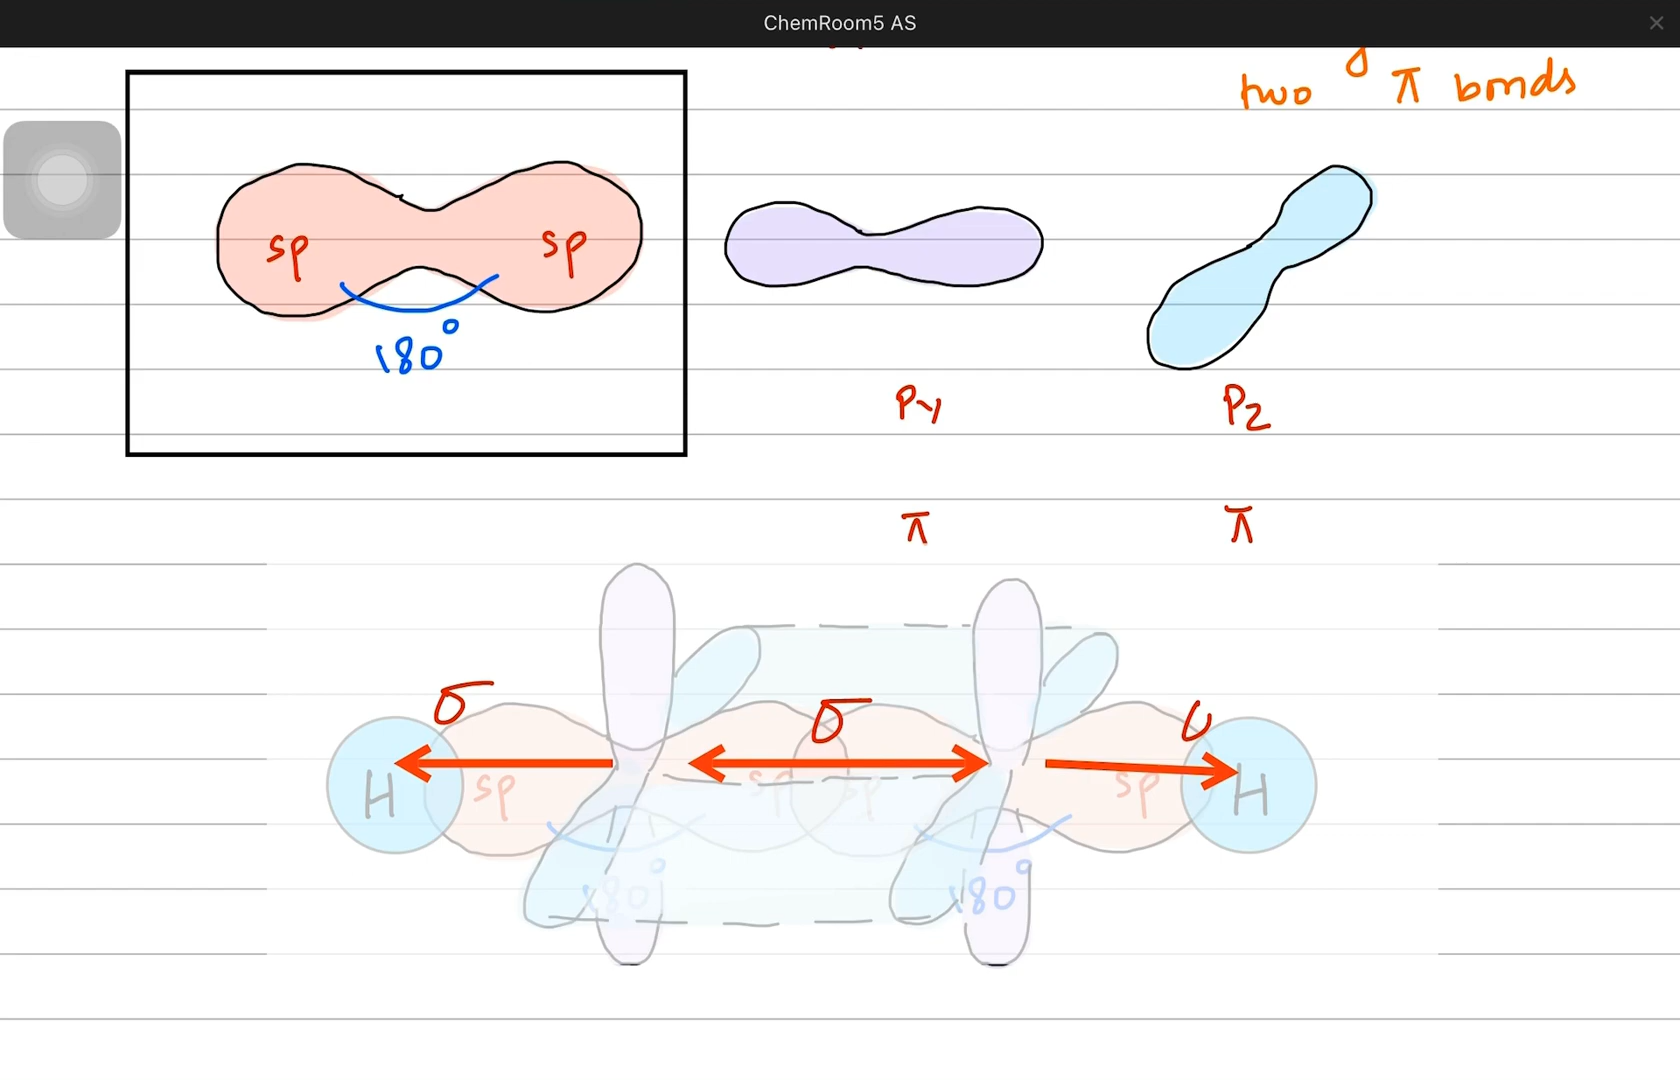 ChemRoom5 AS
two π bonds
sp sp
180°
Py Pz
π π
σ σ σ
H sp sp sp sp H
180° 180°